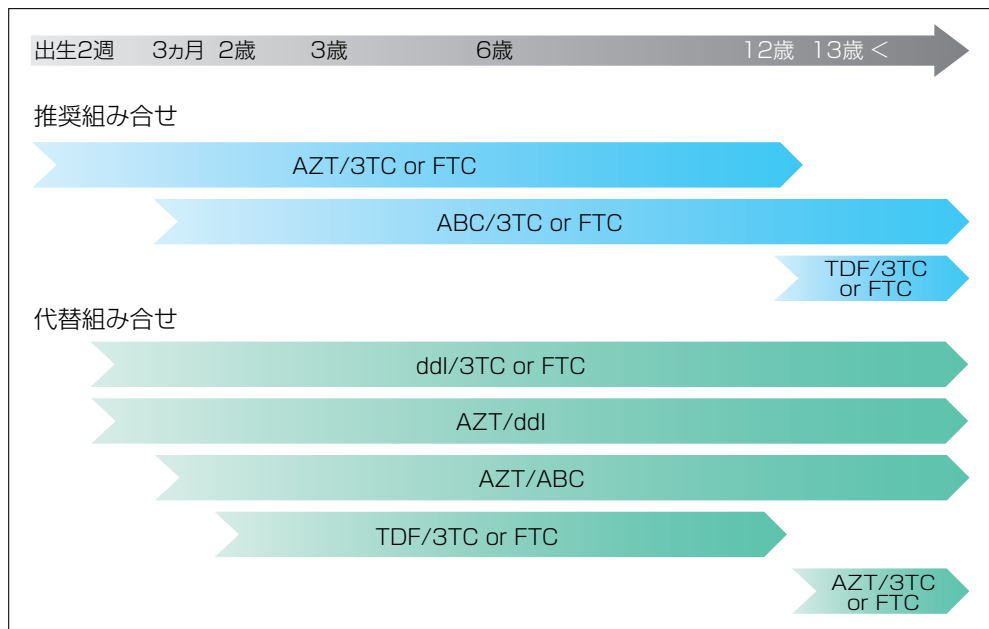 出生2週 3ヵ月 2歳 3歳 6歳 12歳 13歳 <
推奨組み合せ
AZT/3TC or FTC
ABC/3TC or FTC
TDF/3TC
or FTC
代替組み合せ
ddI/3TC or FTC
AZT/ddI
AZT/ABC
TDF/3TC or FTC
AZT/3TC
or FTC